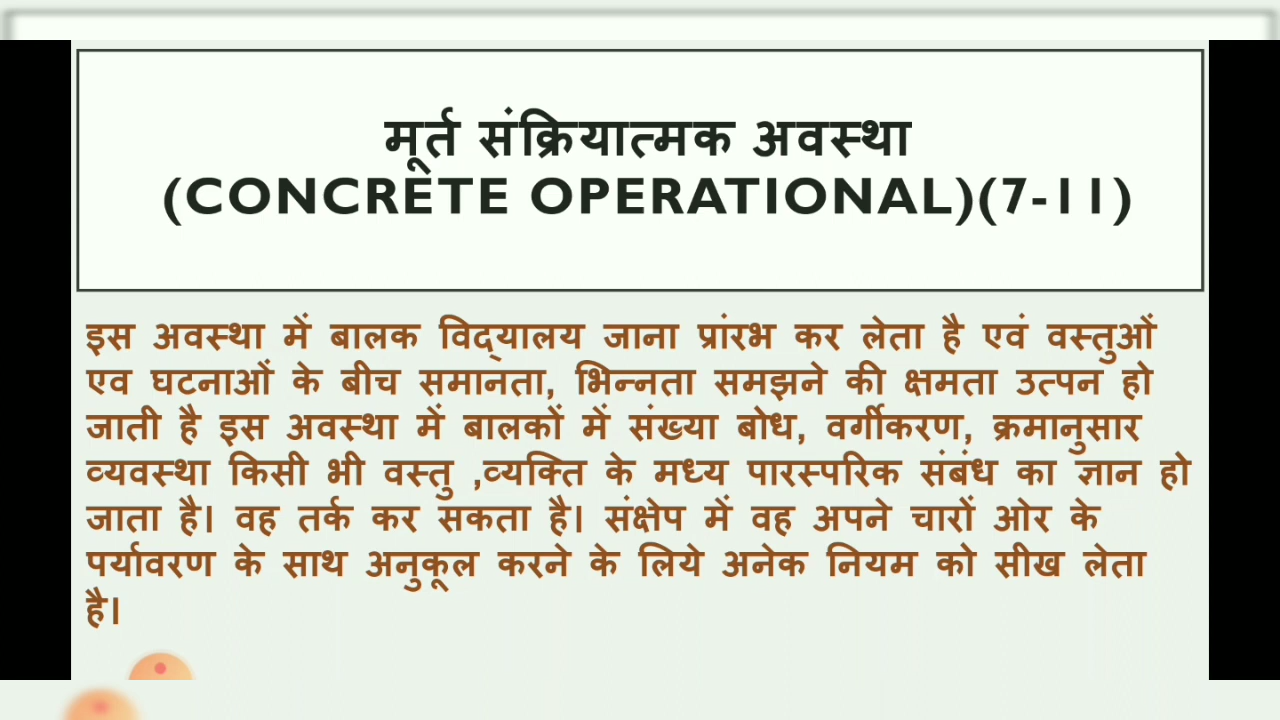 मूर्त संक्रियात्मक अवस्था
(CONCRETE OPERATIONAL)(7-11)
इस अवस्था में बालक विद्यालय जाना प्रांरभ कर लेता है एवं वस्तुओं
एव घटनाओं के बीच समानता, भिन्नता समझने की क्षमता उत्पन हो
जाती है इस अवस्था में बालकों में संख्या बोध, वर्गीकरण, क्रमानुसार
व्यवस्था किसी भी वस्तु ,व्यक्ति के मध्य पारस्परिक संबंध का ज्ञान हो
जाता है। वह तर्क कर सकता है। संक्षेप में वह अपने चारों ओर के
पर्यावरण के साथ अनुकूल करने के लिये अनेक नियम को सीख लेता
है।